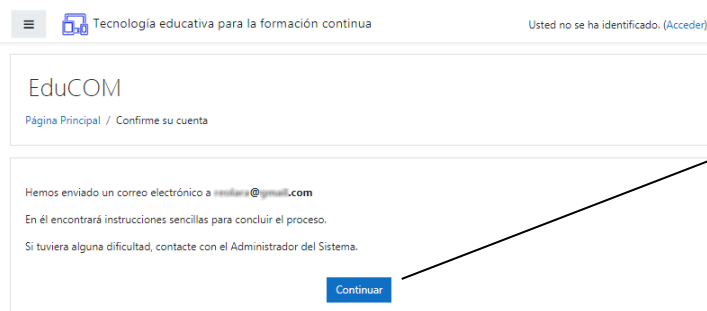 Tecnología educativa para la formación continua
Usted no se ha identificado. (Acceder)
EduCOM
Página Principal / Confirme su cuenta
Hemos enviado un correo electrónico a @ .com
En él encontrará instrucciones sencillas para concluir el proceso.
Si tuviera alguna dificultad, contacte con el Administrador del Sistema.
Continuar